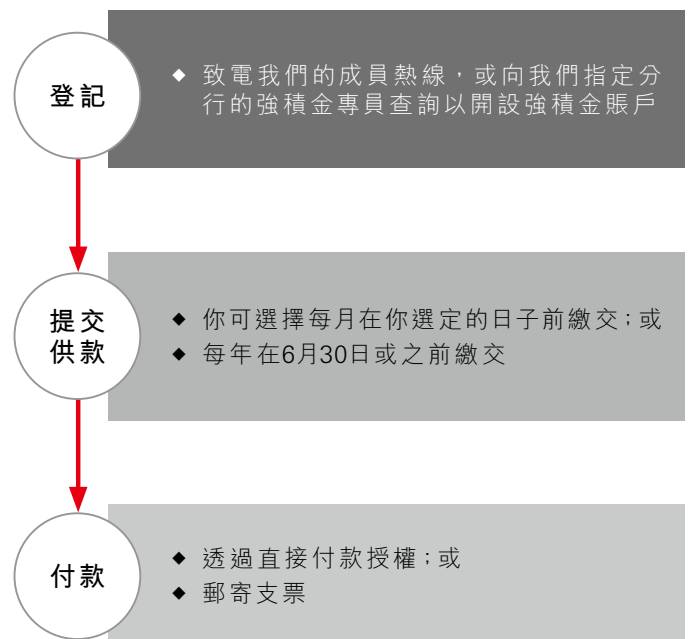 登記
◆ 致電我們的成員熱線，或向我們指定分
行的強積金專員查詢以開設強積金賬戶
提交
供款
◆ 你可選擇每月在你選定的日子前繳交；或
◆ 每年在6月30日或之前繳交
付款
◆ 透過直接付款授權；或
◆ 郵寄支票